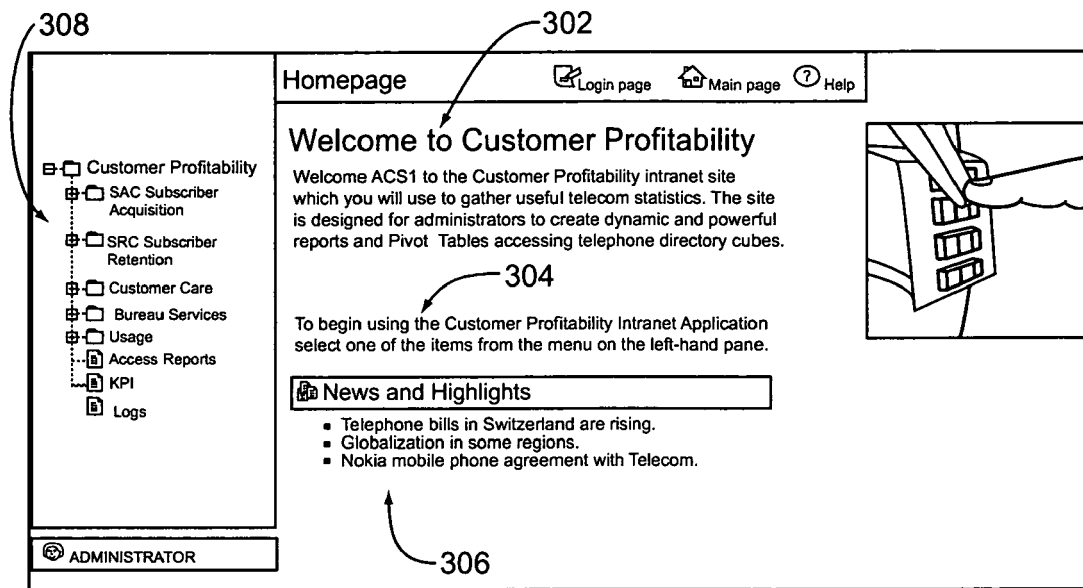 308
302
Homepage
Login page
Main page
? Help
Welcome to Customer Profitability
Welcome ACS1 to the Customer Profitability intranet site
which you will use to gather useful telecom statistics. The site
is designed for administrators to create dynamic and powerful
reports and Pivot Tables accessing telephone directory cubes.
Customer Profitability
SAC Subscriber
Acquisition
SRC Subscriber
Retention
Customer Care
Bureau Services
Usage
Access Reports
KPI
Logs
304
To begin using the Customer Profitability Intranet Application
select one of the items from the menu on the left-hand pane.
News and Highlights
Telephone bills in Switzerland are rising.
Globalization in some regions.
Nokia mobile phone agreement with Telecom.
306
ADMINISTRATOR